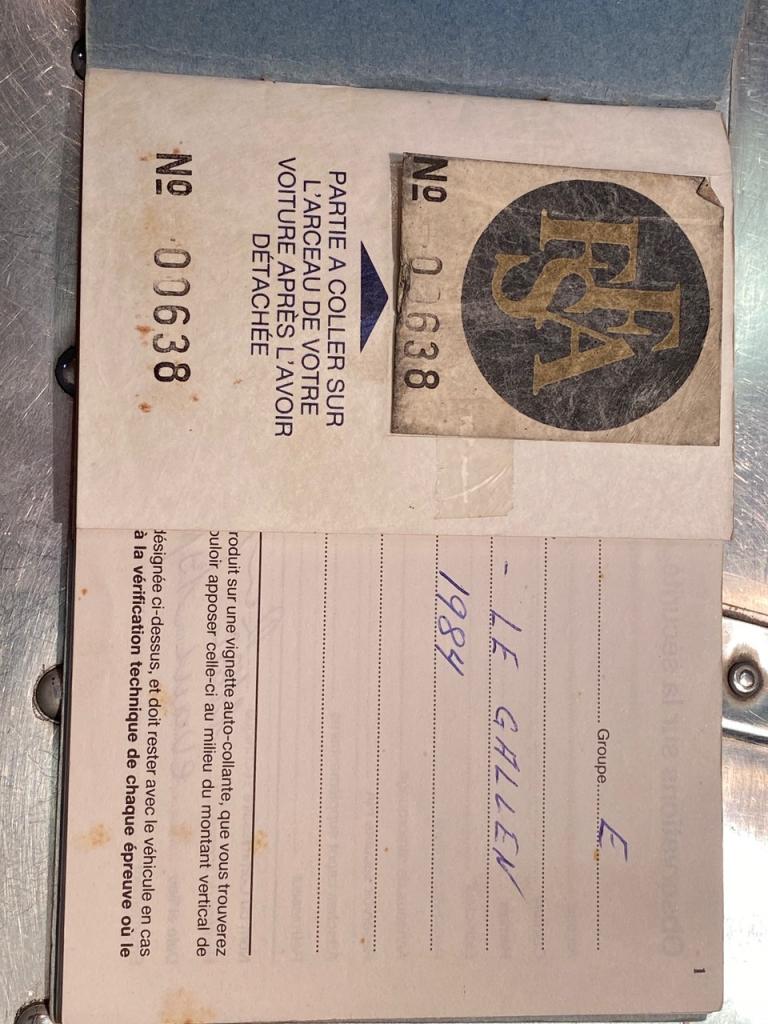 FFSA
Nº 00638
PARTIE A COLLER SUR
L'ARCEAU DE VOTRE
VOITURE APRÈS L'AVOIR
DÉTACHÉE
Nº 00638
1
Groupe E
- LE GALLEN
1984
roduit sur une vignette auto-collante, que vous trouverez
ouloir apposer celle-ci au milieu du montant vertical de
désignée ci-dessus, et doit rester avec le véhicule en cas
à la vérification technique de chaque épreuve où le